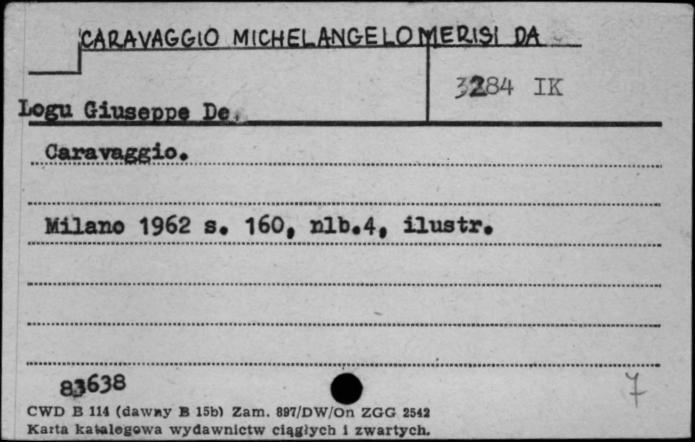 CARAVAGGIO MICHELANGELO MERISI DA
3284 IK
Logu Giuseppe De.
Caravaggio.
Milano 1962 s. 160, nlb.4, ilustr.
83638
7
CWD B 114 (dawny B 15b) Zam. 897/DW/On ZGG 2542
Karta katalogowa wydawnictw ciągłych i zwartych.